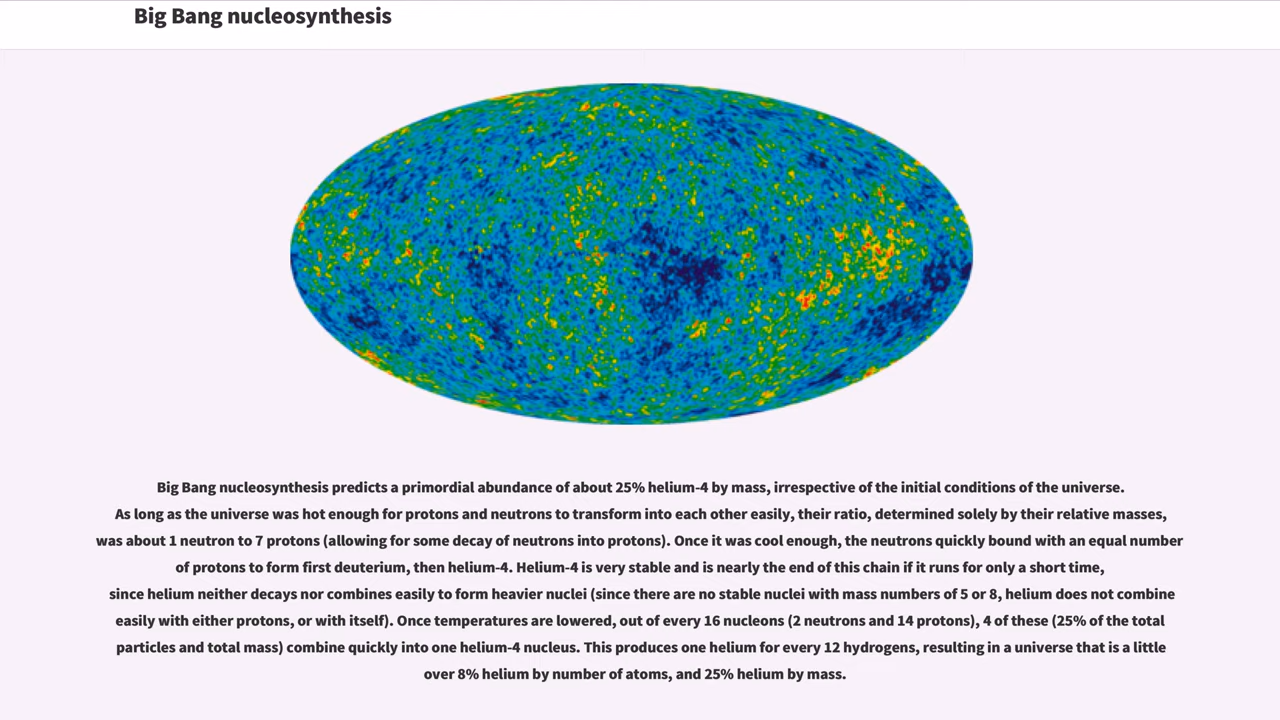 Big Bang nucleosynthesis
Big Bang nucleosynthesis predicts a primordial abundance of about 25% helium-4 by mass, irrespective of the initial conditions of the universe.
As long as the universe was hot enough for protons and neutrons to transform into each other easily, their ratio, determined solely by their relative masses,
was about 1 neutron to 7 protons (allowing for some decay of neutrons into protons). Once it was cool enough, the neutrons quickly bound with an equal number
of protons to form first deuterium, then helium-4. Helium-4 is very stable and is nearly the end of this chain if it runs for only a short time,
since helium neither decays nor combines easily to form heavier nuclei (since there are no stable nuclei with mass numbers of 5 or 8, helium does not combine
easily with either protons, or with itself). Once temperatures are lowered, out of every 16 nucleons (2 neutrons and 14 protons), 4 of these (25% of the total
particles and total mass) combine quickly into one helium-4 nucleus. This produces one helium for every 12 hydrogens, resulting in a universe that is a little
over 8% helium by number of atoms, and 25% helium by mass.